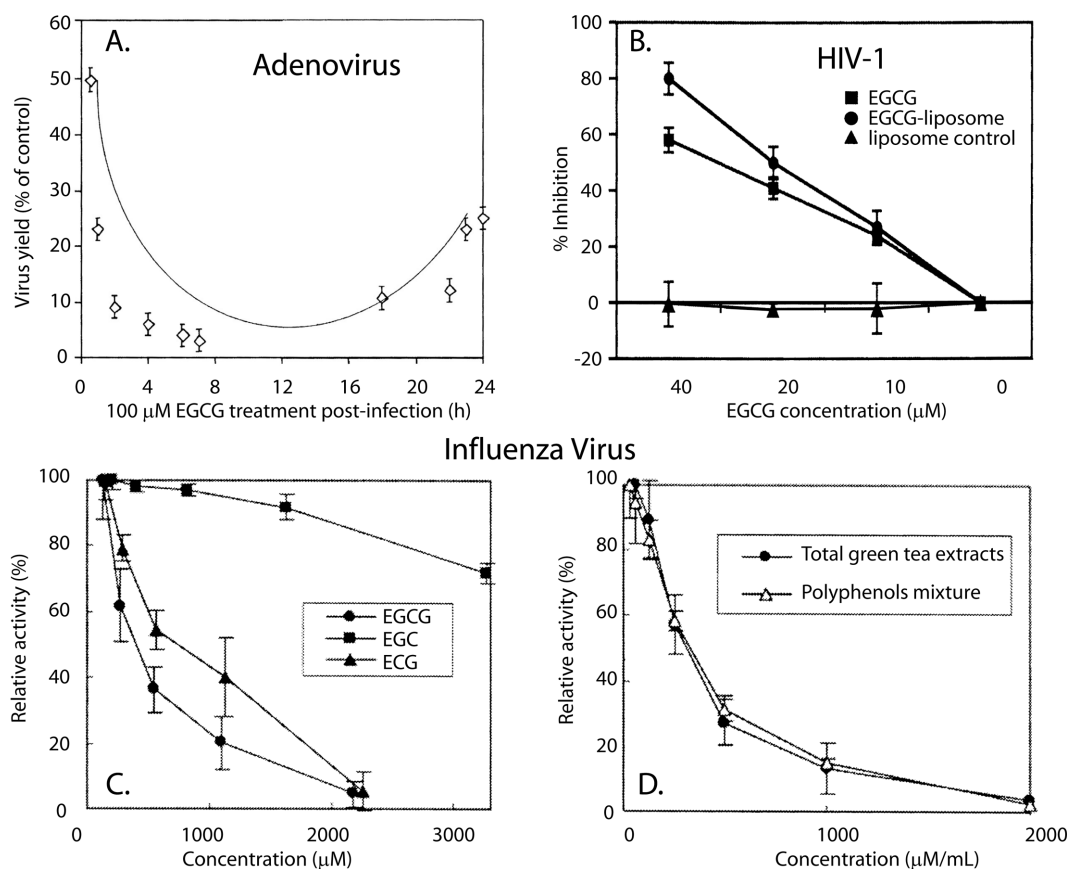 A.
Adenovirus
Virus yield (% of control)
60
50
40
30
20
10
0
0 4 8 12 16 20 24
100 µM EGCG treatment post-infection (h)
B.
HIV-1
% Inhibition
100
80
60
40
20
0
-20
EGCG
EGCG-liposome
liposome control
40 20 10 0
EGCG concentration (µM)
Influenza Virus
Relative activity (%)
100
80
60
40
20
0
EGCG
EGC
ECG
C.
0 1000 2000 3000
Concentration (µM)
Relative activity (%)
100
80
60
40
20
0
Total green tea extracts
Polyphenols mixture
D.
0 1000 2000
Concentration (µM/mL)